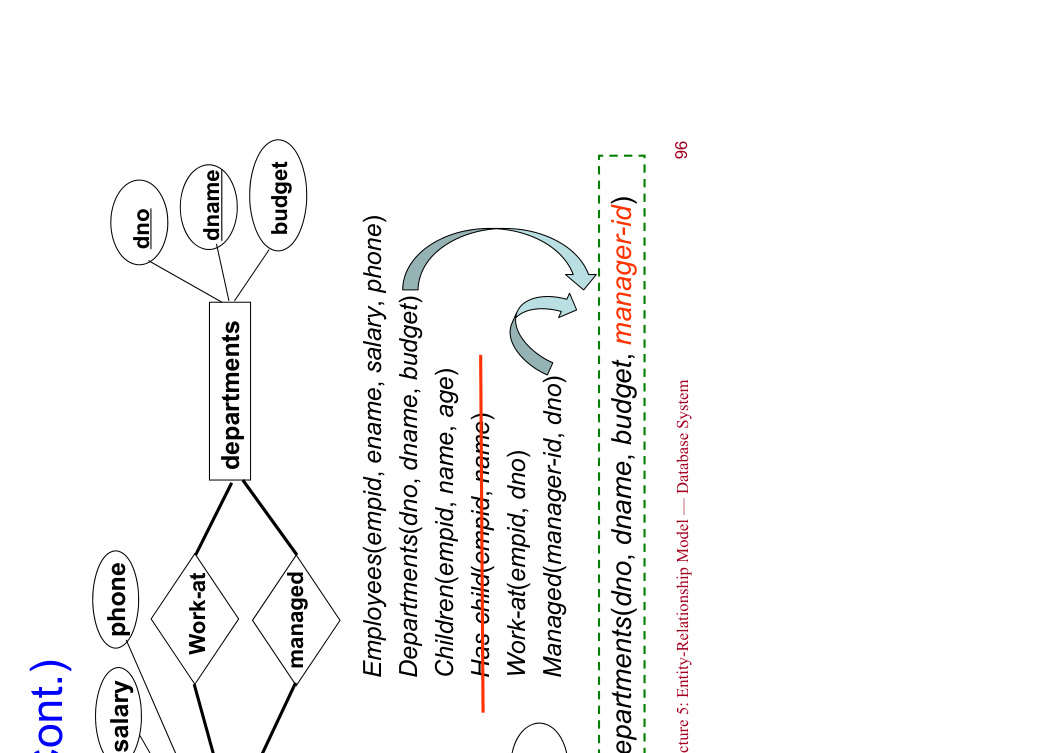 cont.)
salary
phone
dno
dname
budget
Work-at
managed
departments
Employees(empid, ename, salary, phone)
Departments(dno, dname, budget)
Children(empid, name, age)
Has child(empid, name)
Work-at(empid, dno)
Managed(manager-id, dno)
epartments(dno, dname, budget, manager-id)
cture 5: Entity-Relationship Model — Database System
96